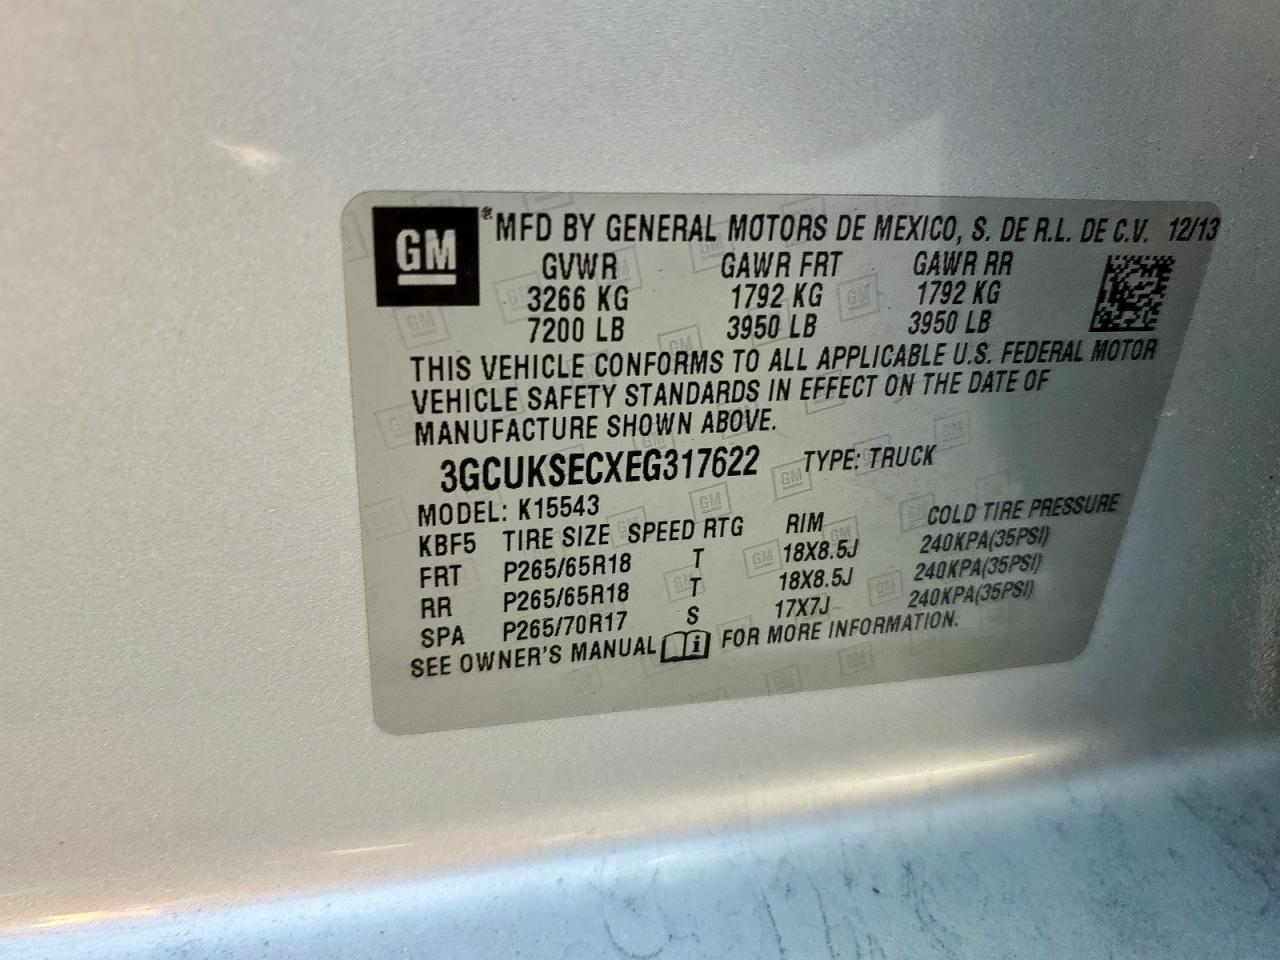 GM ® MFD BY GENERAL MOTORS DE MEXICO, S. DE R.L. DE C.V. 12/13
GVWR GAWR FRT GAWR RR
3266 KG 1792 KG 1792 KG
7200 LB 3950 LB 3950 LB
THIS VEHICLE CONFORMS TO ALL APPLICABLE U.S. FEDERAL MOTOR
VEHICLE SAFETY STANDARDS IN EFFECT ON THE DATE OF
MANUFACTURE SHOWN ABOVE.
3GCUKSECXEG317622 TYPE: TRUCK
MODEL: K15543
KBF5 TIRE SIZE SPEED RTG RIM COLD TIRE PRESSURE
FRT P265/65R18 T 18X8.5J 240KPA(35PSI)
RR P265/65R18 T 18X8.5J 240KPA(35PSI)
SPA P265/70R17 S 17X7J 240KPA(35PSI)
SEE OWNER'S MANUAL i FOR MORE INFORMATION.